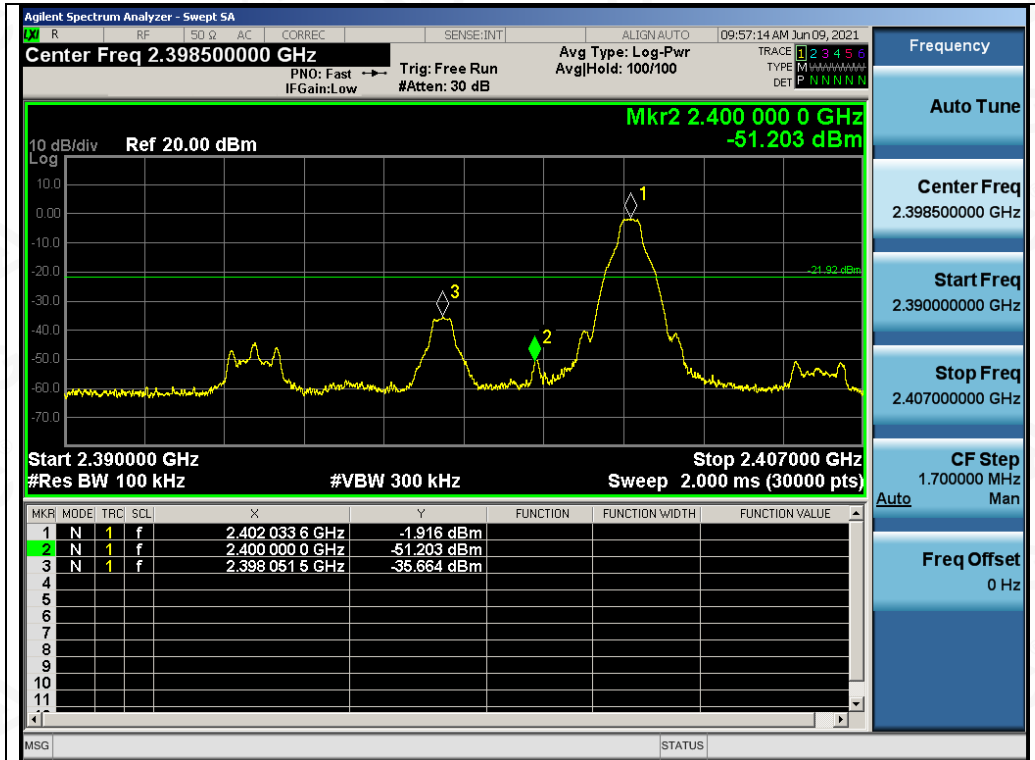 Agilent Spectrum Analyzer - Swept SA
LXI R RF 50 Ω AC CORREC SENSE:INT ALIGN AUTO 09:57:14 AM Jun 09, 2021
Center Freq 2.398500000 GHz
PNO: Fast
IFGain:Low
Trig: Free Run
#Atten: 30 dB
Avg Type: Log-Pwr
Avg|Hold: 100/100
TRACE 1 2 3 4 5 6
TYPE M W W W W W
DET P N N N N N
Mkr2 2.400 000 0 GHz
-51.203 dBm
10 dB/div Ref 20.00 dBm
Log
10.0
0.00
-10.0
-20.0
-30.0
-40.0
-50.0
-60.0
-70.0
1
2
3
-21.92 dBm
Start 2.390000 GHz Stop 2.407000 GHz
#Res BW 100 kHz #VBW 300 kHz Sweep 2.000 ms (30000 pts)
MKR MODE TRC SCL X Y FUNCTION FUNCTION WIDTH FUNCTION VALUE
1 N 1 f 2.402 033 6 GHz -1.916 dBm
2 N 1 f 2.400 000 0 GHz -51.203 dBm
3 N 1 f 2.398 051 5 GHz -35.664 dBm
4
5
6
7
8
9
10
11
MSG STATUS
Frequency
Auto Tune
Center Freq
2.398500000 GHz
Start Freq
2.390000000 GHz
Stop Freq
2.407000000 GHz
CF Step
1.700000 MHz
Auto Man
Freq Offset
0 Hz